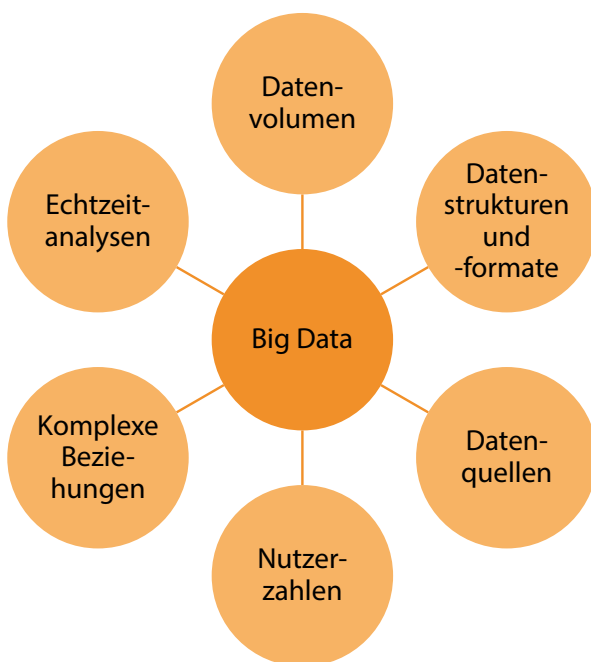 Daten-
volumen
Daten-
strukturen
und
-formate
Echtzeit-
analysen
Big Data
Komplexe
Bezie-
hungen
Daten-
quellen
Nutzer-
zahlen